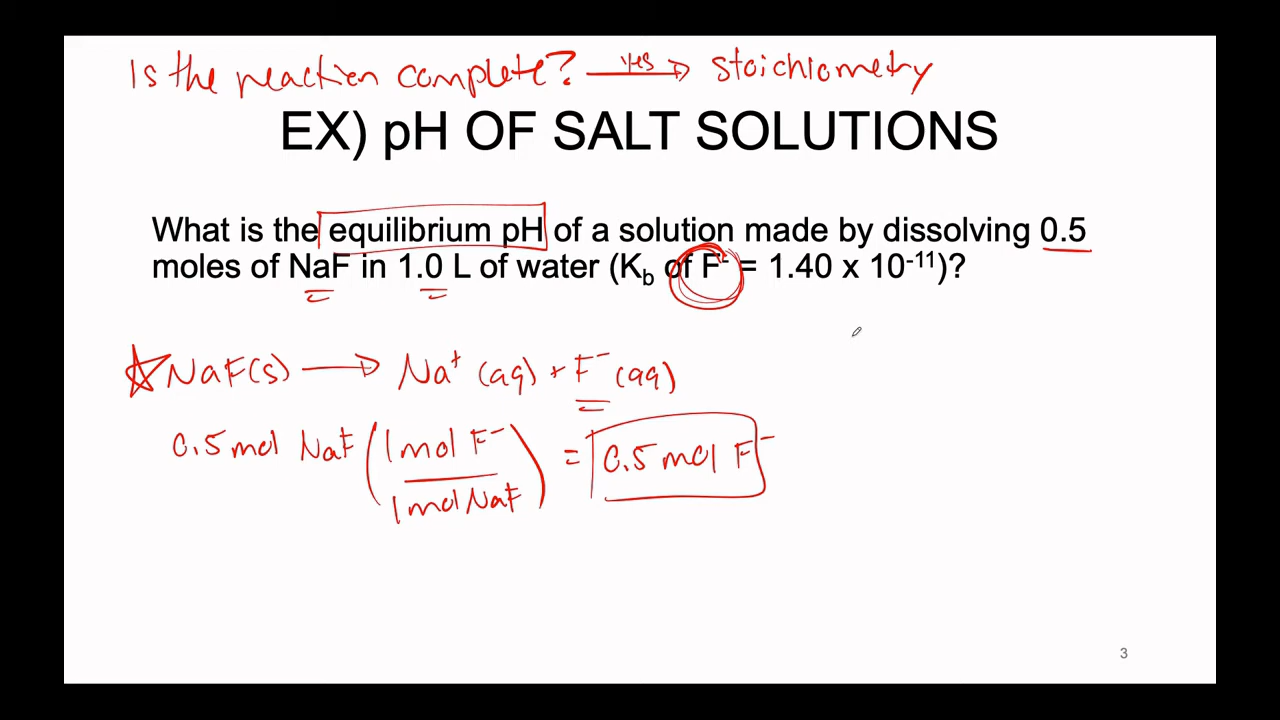 Is the reaction complete? yes→ stoichiometry
EX) pH OF SALT SOLUTIONS
What is the equilibrium pH of a solution made by dissolving 0.5
moles of NaF in 1.0 L of water (K_b of F⁻ = 1.40 x 10⁻¹¹)?
☆NaF(s) → Na⁺ (aq) + F⁻ (aq)
0.5 mol NaF (1 mol F⁻ / 1 mol NaF) = 0.5 mol F⁻
3